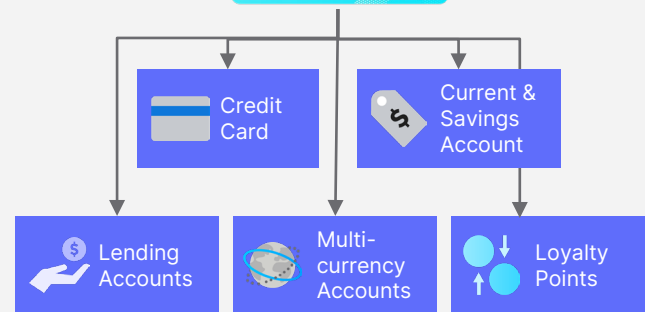 Credit
Card
Current &
Savings
Account
$
$
Lending
Accounts
Multi-
currency
Accounts
Loyalty
Points